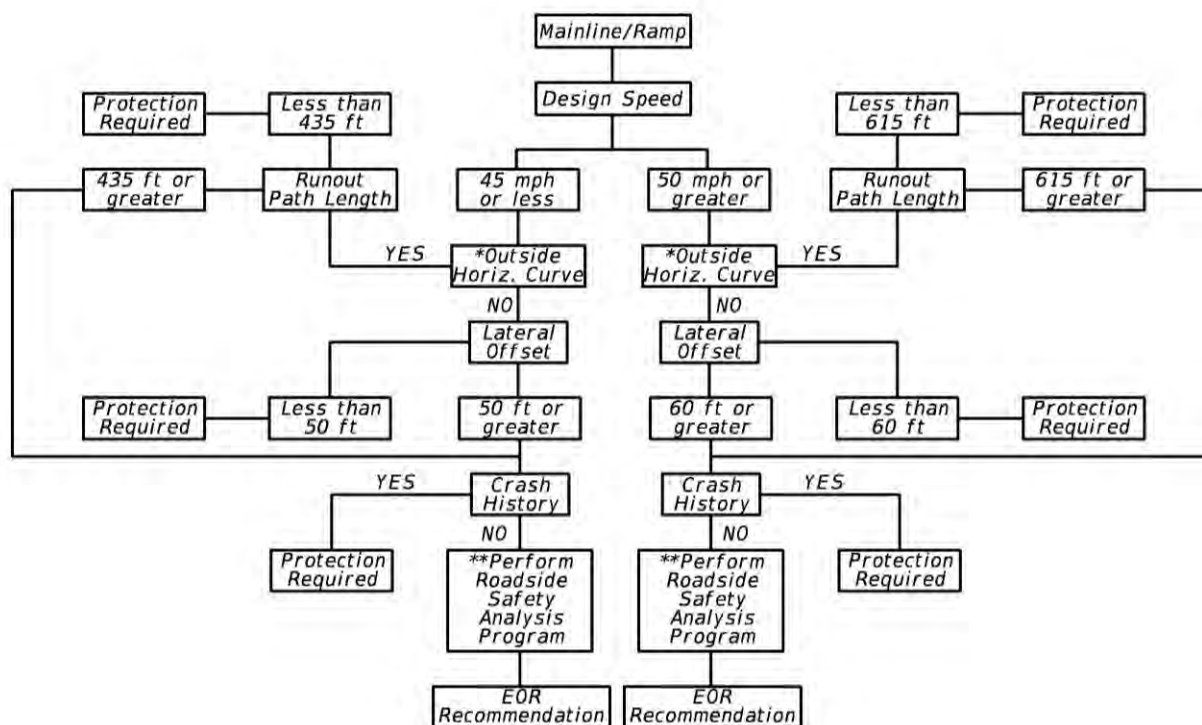 Mainline/Ramp
Design Speed
Protection
Required
Less than
435 ft
Less than
615 ft
Protection
Required
435 ft or
greater
Runout
Path Length
45 mph
or less
50 mph or
greater
Runout
Path Length
615 ft or
greater
YES
*Outside
Horiz. Curve
*Outside
Horiz. Curve
YES
NO
NO
Lateral
Offset
Lateral
Offset
Protection
Required
Less than
50 ft
50 ft or
greater
60 ft or
greater
Less than
60 ft
Protection
Required
YES
Crash
History
Crash
History
YES
NO
NO
Protection
Required
**Perform
Roadside
Safety
Analysis
Program
**Perform
Roadside
Safety
Analysis
Program
Protection
Required
EOR
Recommendation
EOR
Recommendation